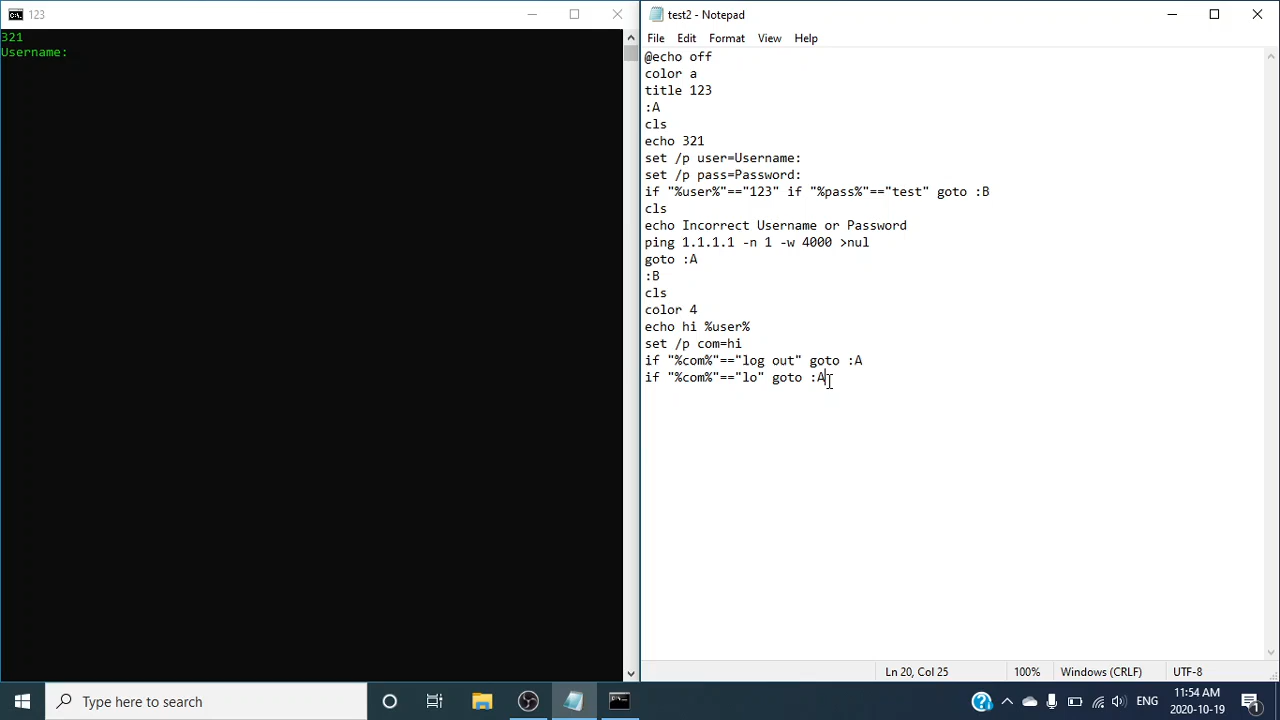 123
321
Username:
test2 - Notepad
File Edit Format View Help
@echo off
color a
title 123
:A
cls
echo 321
set /p user=Username:
set /p pass=Password:
if "%user%"=="123" if "%pass%"=="test" goto :B
cls
echo Incorrect Username or Password
ping 1.1.1.1 -n 1 -w 4000 >nul
goto :A
:B
cls
color 4
echo hi %user%
set /p com=hi
if "%com%"=="log out" goto :A
if "%com%"=="lo" goto :A
Ln 20, Col 25 100% Windows (CRLF) UTF-8
Type here to search
ENG
11:54 AM
2020-10-19
1